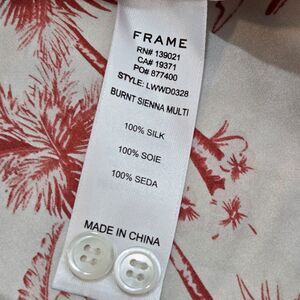 FRAME
RN# 139021
CA# 19371
PO# 877400
STYLE: LWWD0328
BURNT SIENNA MULTI
100% SILK
100% SOIE
100% SEDA
MADE IN CHINA